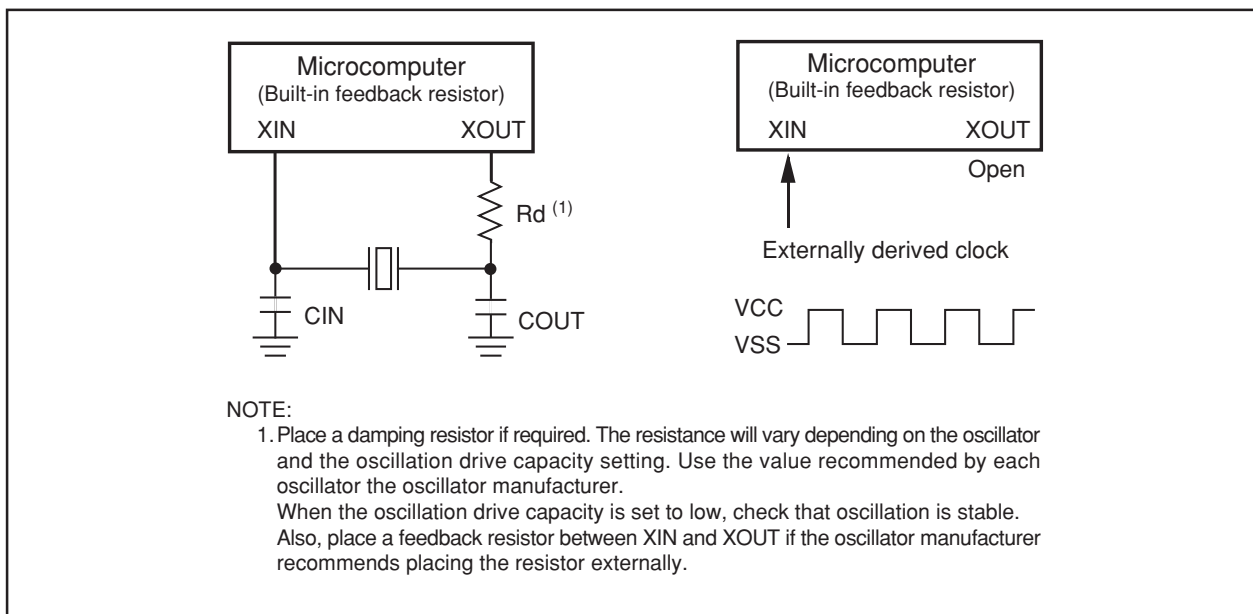 Microcomputer
(Built-in feedback resistor)
XIN XOUT
Rd (1)
CIN
COUT
Microcomputer
(Built-in feedback resistor)
XIN XOUT
Open
Externally derived clock
VCC
VSS
NOTE:
1. Place a damping resistor if required. The resistance will vary depending on the oscillator
and the oscillation drive capacity setting. Use the value recommended by each
oscillator the oscillator manufacturer.
When the oscillation drive capacity is set to low, check that oscillation is stable.
Also, place a feedback resistor between XIN and XOUT if the oscillator manufacturer
recommends placing the resistor externally.